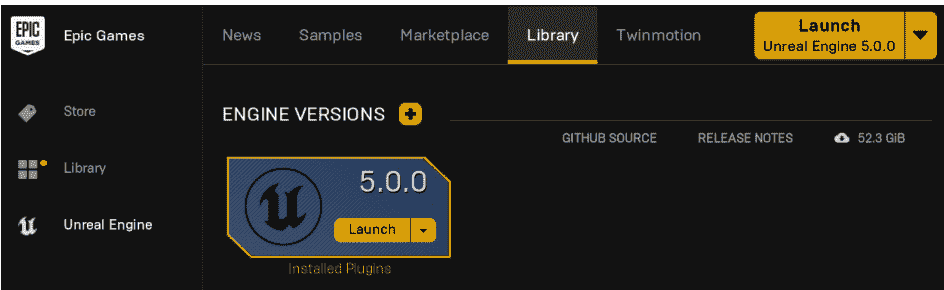 EPIC
GAMES
Epic Games
News
Samples
Marketplace
Library
Twinmotion
Launch
Unreal Engine 5.0.0
Store
Library
Unreal Engine
ENGINE VERSIONS
GITHUB SOURCE
RELEASE NOTES
52.3 GiB
5.0.0
Launch
Installed Plugins